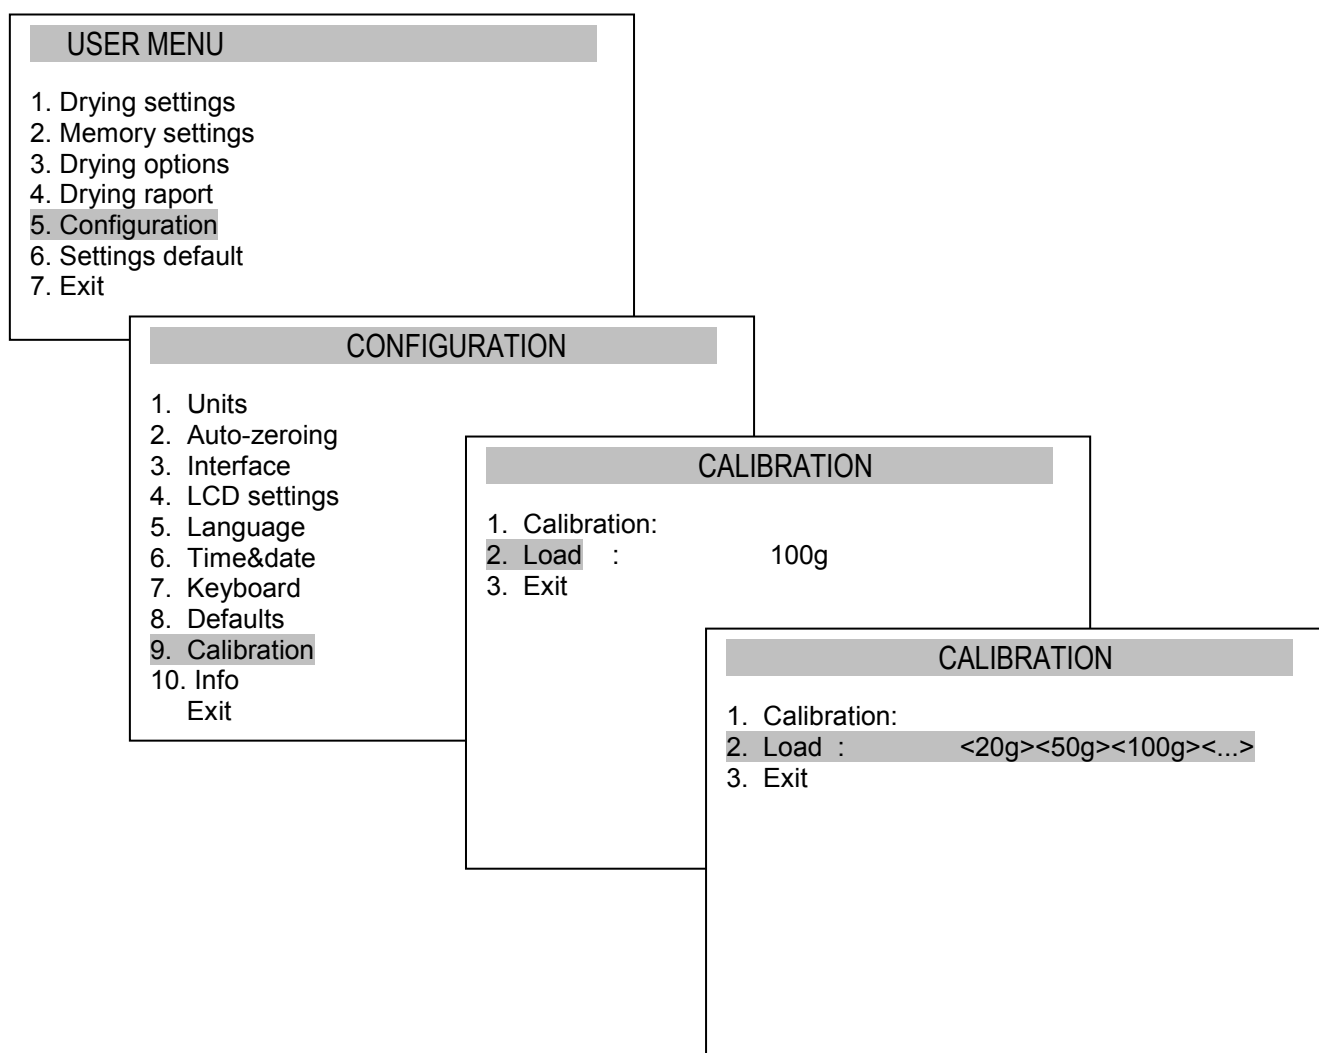 USER MENU
1. Drying settings
2. Memory settings
3. Drying options
4. Drying raport
5. Configuration
6. Settings default
7. Exit
CONFIGURATION
1. Units
2. Auto-zeroing
3. Interface
4. LCD settings
5. Language
6. Time&date
7. Keyboard
8. Defaults
9. Calibration
10. Info
Exit
CALIBRATION
1. Calibration:
2. Load : 100g
3. Exit
CALIBRATION
1. Calibration:
2. Load : <20g><50g><100g><...>
3. Exit